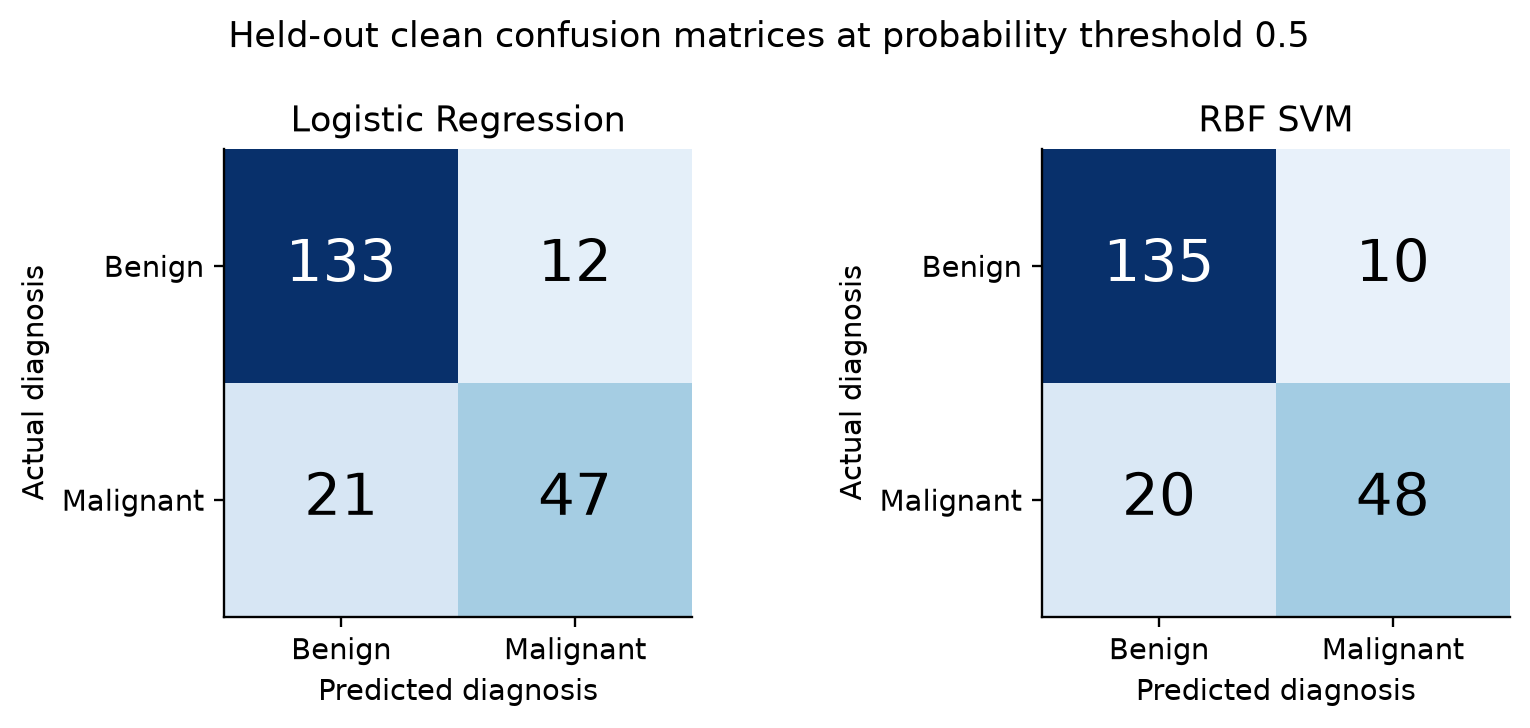 Held-out clean confusion matrices at probability threshold 0.5
Logistic Regression
Actual diagnosis
Benign
133
12
Malignant
21
47
Benign
Malignant
Predicted diagnosis
RBF SVM
Actual diagnosis
Benign
135
10
Malignant
20
48
Benign
Malignant
Predicted diagnosis